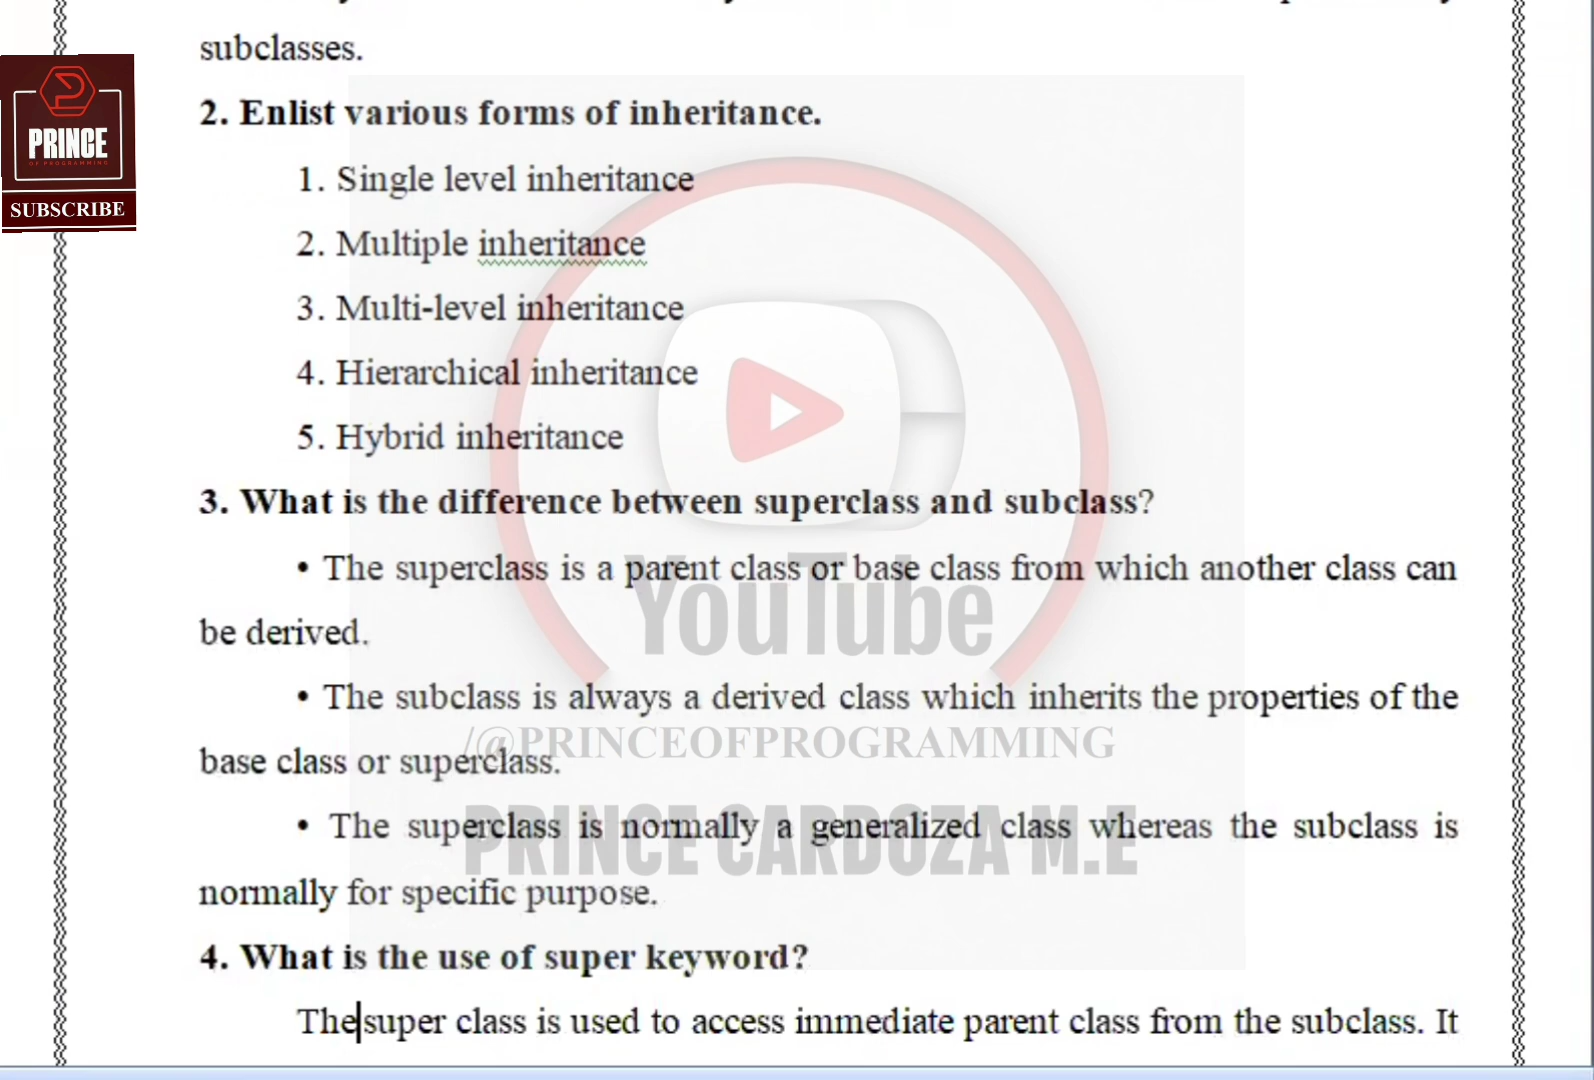 subclasses.
2. Enlist various forms of inheritance.
1. Single level inheritance
2. Multiple inheritance
3. Multi-level inheritance
4. Hierarchical inheritance
5. Hybrid inheritance
3. What is the difference between superclass and subclass?
• The superclass is a parent class or base class from which another class can
be derived.
• The subclass is always a derived class which inherits the properties of the
base class or superclass.
• The superclass is normally a generalized class whereas the subclass is
normally for specific purpose.
4. What is the use of super keyword?
The super class is used to access immediate parent class from the subclass. It
PRINCE
OF PROGRAMMING
SUBSCRIBE
YouTube
/@PRINCEOFPROGRAMMING
PRINCE CARDOZA M.E